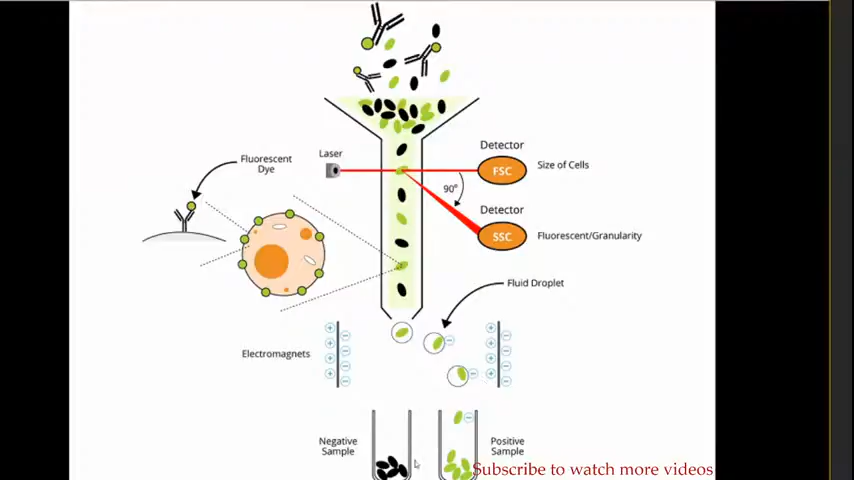 Detector
Laser
FSC
Size of Cells
Fluorescent
Dye
90°
Detector
SSC
Fluorescent/Granularity
Fluid Droplet
Electromagnets
+ − + −
+ − + −
+ − + −
+ − + −
Negative
Sample
Positive
Sample
Subscribe to watch more videos